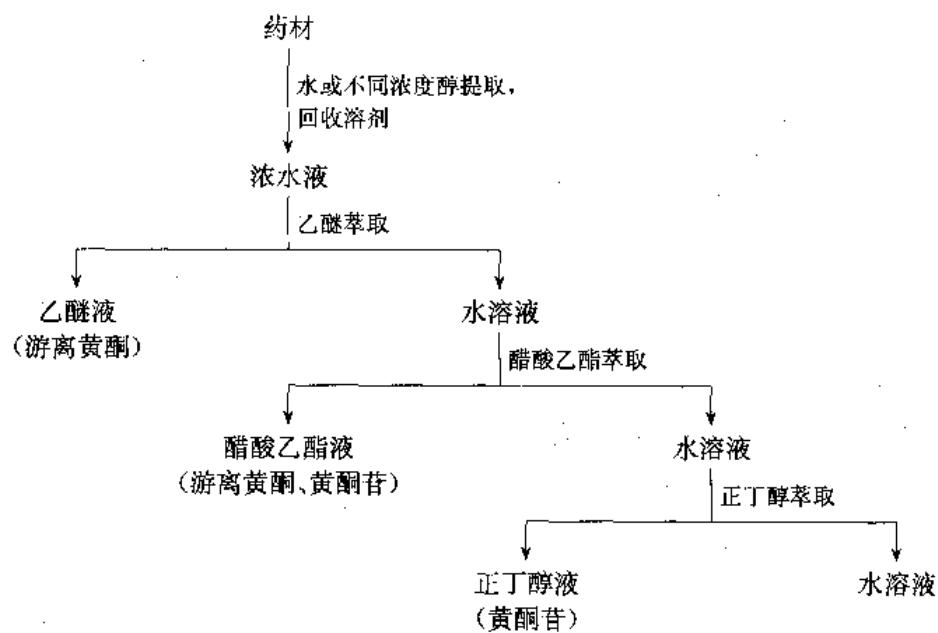 药材
水或不同浓度醇提取，
回收溶剂
浓水液
乙醚萃取
乙醚液
（游离黄酮）
水溶液
醋酸乙酯萃取
醋酸乙酯液
（游离黄酮、黄酮苷）
水溶液
正丁醇萃取
正丁醇液
（黄酮苷）
水溶液